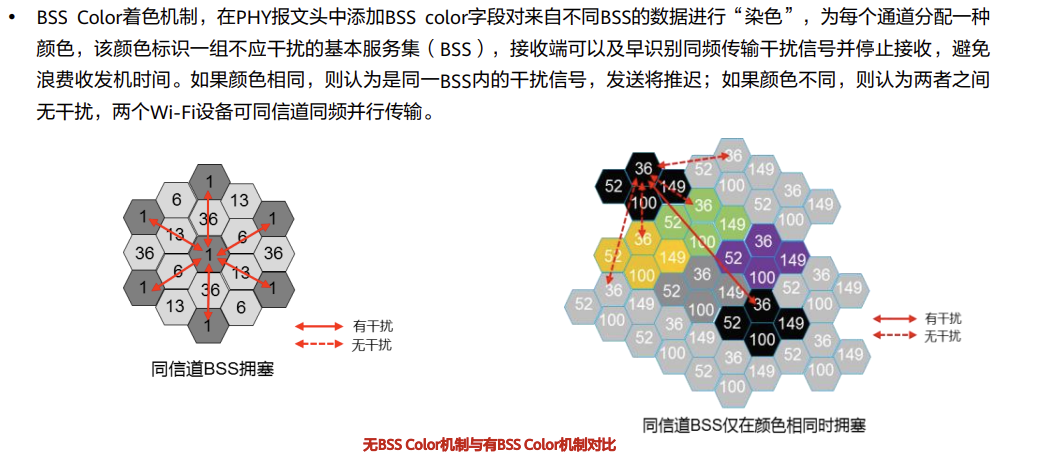 • BSS Color着色机制，在PHY报文头中添加BSS color字段对来自不同BSS的数据进行“染色”，为每个通道分配一种
颜色，该颜色标识一组不应干扰的基本服务集（BSS），接收端可以及早识别同频传输干扰信号并停止接收，避免
浪费收发机时间。如果颜色相同，则认为是同一BSS内的干扰信号，发送将推迟；如果颜色不同，则认为两者之间
无干扰，两个Wi-Fi设备可同信道同频并行传输。
1
6 13
1 36 1
13 6
36 1 36
6 13
1 36 1
13 6
1
有干扰
无干扰
同信道BSS拥塞
36
36 52 149
52 149 100 36
100 36 52 149
52 149 100
36 100 36
52 149 52 149
100 36 100 36
36 52 149 52 149
52 149 100 36 100
100 36 52 149
52 149 100 36
100 36 52 149
52 149 100
100
有干扰
无干扰
同信道BSS仅在颜色相同时拥塞
无BSS Color机制与有BSS Color机制对比